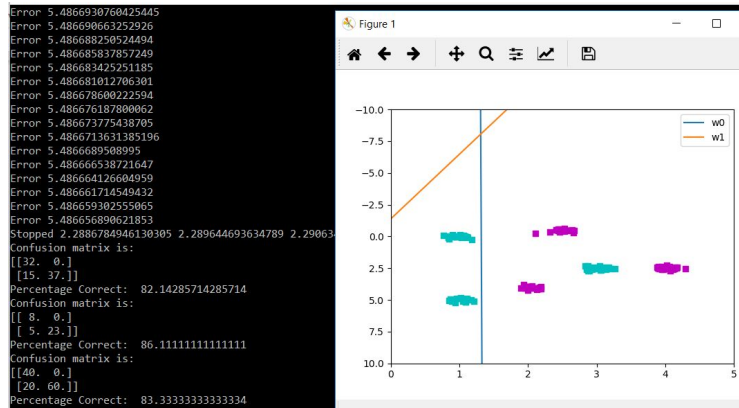 Error 5.4866930760425445
Error 5.486690663252926
Error 5.486688250524494
Error 5.486685837857249
Error 5.486683425251185
Error 5.486681012706301
Error 5.486678600222594
Error 5.486676187800062
Error 5.486673775438705
Error 5.4866713631385196
Error 5.4866689508995
Error 5.486666538721647
Error 5.486664126604959
Error 5.486661714549432
Error 5.486659302555065
Error 5.486656890621853
Stopped 2.2886784946130305 2.289644693634789 2.29063
Confusion matrix is:
[[32. 0.]
[15. 37.]]
Percentage Correct: 82.14285714285714
Confusion matrix is:
[[ 8. 0.]
[ 5. 23.]]
Percentage Correct: 86.11111111111111
Confusion matrix is:
[[40. 0.]
[20. 60.]]
Percentage Correct: 83.33333333333334
Figure 1
w0
w1
−10.0
−7.5
−5.0
−2.5
0.0
2.5
5.0
7.5
10.0
0 1 2 3 4 5